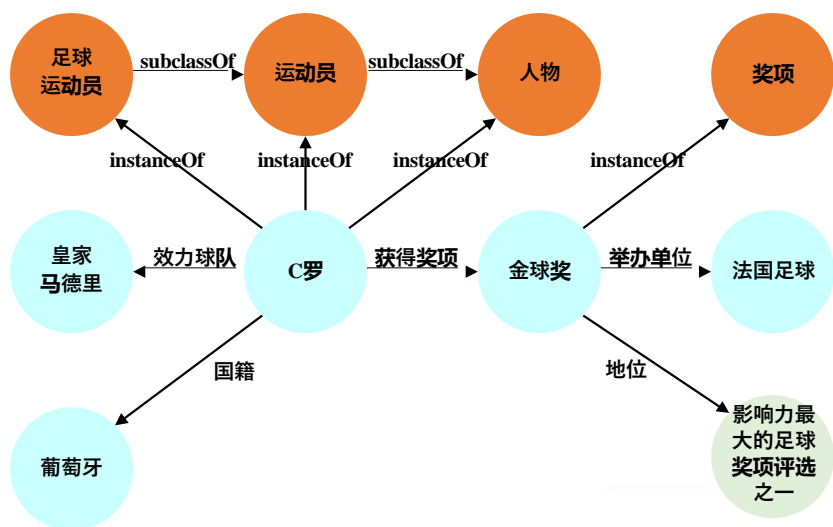 足球
运动员
subclassOf
运动员
subclassOf
人物
奖项
instanceOf
instanceOf
instanceOf
instanceOf
皇家
马德里
效力球队
C罗
获得奖项
金球奖
举办单位
法国足球
国籍
地位
葡萄牙
影响力最
大的足球
奖项评选
之一